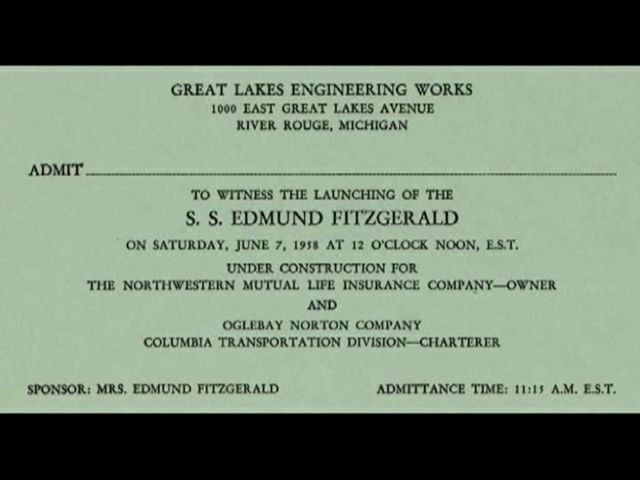 GREAT LAKES ENGINEERING WORKS
1000 EAST GREAT LAKES AVENUE
RIVER ROUGE, MICHIGAN
ADMIT
TO WITNESS THE LAUNCHING OF THE
S. S. EDMUND FITZGERALD
ON SATURDAY, JUNE 7, 1958 AT 12 O'CLOCK NOON, E.S.T.
UNDER CONSTRUCTION FOR
THE NORTHWESTERN MUTUAL LIFE INSURANCE COMPANY—OWNER
AND
OGLEBAY NORTON COMPANY
COLUMBIA TRANSPORTATION DIVISION—CHARTERER
SPONSOR: MRS. EDMUND FITZGERALD ADMITTANCE TIME: 11:15 A.M. E.S.T.